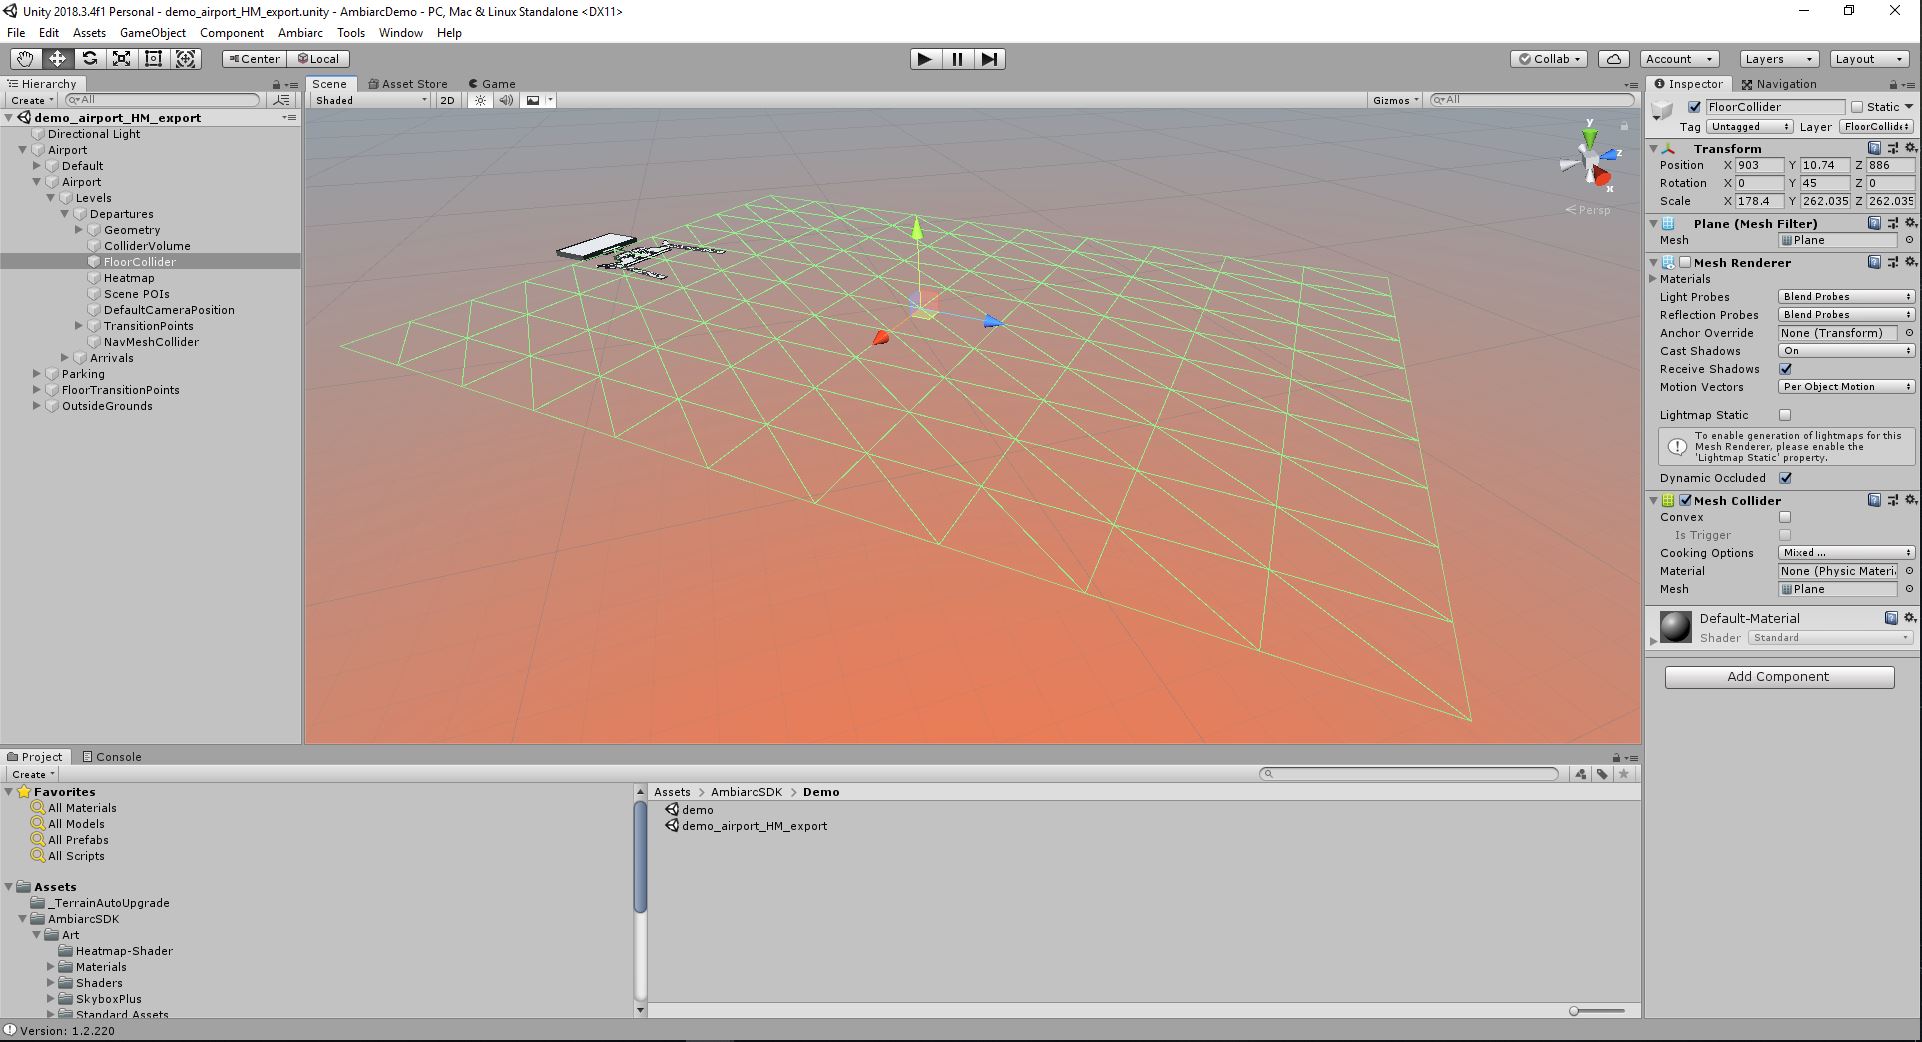 Unity 2018.3.4f1 Personal - demo_airport_HM_export.unity - AmbiarcDemo - PC, Mac & Linux Standalone <DX11>
File Edit Assets GameObject Component Ambiarc Tools Window Help
Center Local Collab Account Layers Layout
Hierarchy
Create All
demo_airport_HM_export
Directional Light
Airport
Default
Airport
Levels
Departures
Geometry
ColliderVolume
FloorCollider
Heatmap
Scene POIs
DefaultCameraPosition
TransitionPoints
NavMeshCollider
Arrivals
Parking
FloorTransitionPoints
OutsideGrounds
Scene Asset Store Game
Shaded 2D Gizmos All
y
z
x
Persp
Inspector Navigation
FloorCollider Static
Tag Untagged Layer FloorCollide
Transform
Position X 903 Y 10.74 Z 886
Rotation X 0 Y 45 Z 0
Scale X 178.4 Y 262.035 Z 262.035
Plane (Mesh Filter)
Mesh Plane
Mesh Renderer
Materials
Light Probes Blend Probes
Reflection Probes Blend Probes
Anchor Override None (Transform)
Cast Shadows On
Receive Shadows
Motion Vectors Per Object Motion
Lightmap Static
To enable generation of lightmaps for this
Mesh Renderer, please enable the
'Lightmap Static' property.
Dynamic Occluded
Mesh Collider
Convex
Is Trigger
Cooking Options Mixed ...
Material None (Physic Materi
Mesh Plane
Default-Material
Shader Standard
Add Component
Project Console
Create
Favorites
All Materials
All Models
All Prefabs
All Scripts
Assets
_TerrainAutoUpgrade
AmbiarcSDK
Art
Heatmap-Shader
Materials
Shaders
SkyboxPlus
Standard Assets
Assets > AmbiarcSDK > Demo
demo
demo_airport_HM_export
Version: 1.2.220